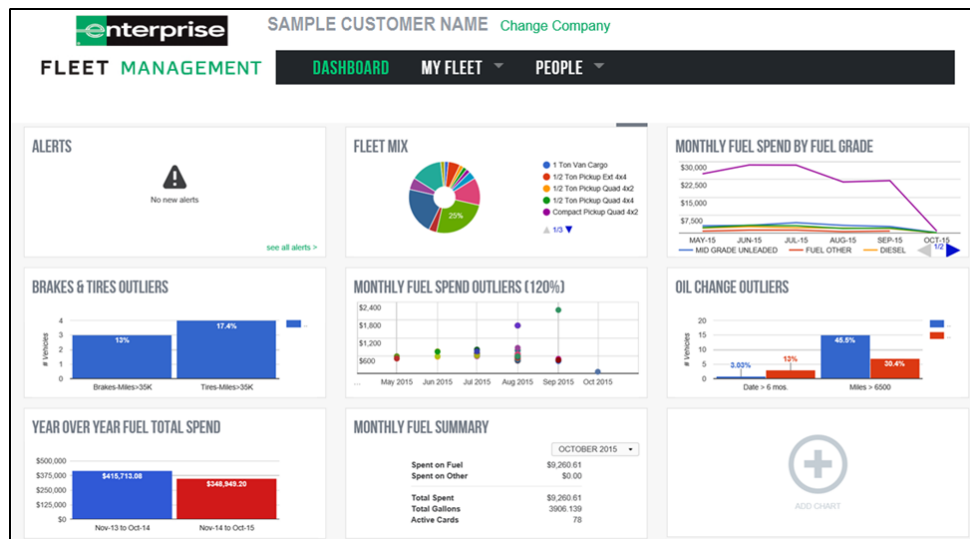 enterprise
SAMPLE CUSTOMER NAME Change Company
FLEET MANAGEMENT
DASHBOARD MY FLEET PEOPLE
ALERTS
No new alerts
see all alerts >
FLEET MIX
25%
1 Ton Van Cargo
1/2 Ton Pickup Ext 4x4
1/2 Ton Pickup Quad 4x2
1/2 Ton Pickup Quad 4x4
Compact Pickup Quad 4x2
1/3
MONTHLY FUEL SPEND BY FUEL GRADE
$30,000
$22,500
$15,000
$7,500
MAY-15 JUN-15 JUL-15 AUG-15 SEP-15 OCT-15
MID GRADE UNLEADED FUEL OTHER DIESEL 1/2
BRAKES & TIRES OUTLIERS
# Vehicles
4
3
2
1
0
13%
17.4%
Brakes-Miles>35K Tires-Miles>35K
...
MONTHLY FUEL SPEND OUTLIERS (120%)
$2,400
$1,800
$1,200
$600
... May 2015 Jun 2015 Jul 2015 Aug 2015 Sep 2015 Oct 2015
OIL CHANGE OUTLIERS
# Vehicles
20
15
10
5
0
3.03%
13%
45.5%
30.4%
Date > 6 mos. Miles > 6500
...
...
YEAR OVER YEAR FUEL TOTAL SPEND
$500,000
$375,000
$250,000
$125,000
$0
$415,713.08
$348,949.20
Nov-13 to Oct-14 Nov-14 to Oct-15
MONTHLY FUEL SUMMARY
OCTOBER 2015
Spent on Fuel $9,260.61
Spent on Other $0.00
Total Spent $9,260.61
Total Gallons 3906.139
Active Cards 78
ADD CHART